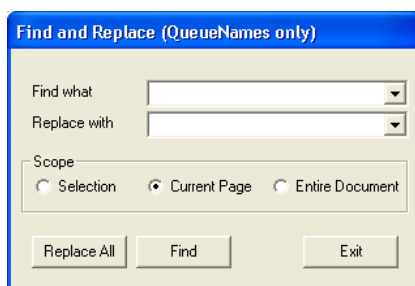 Find and Replace (QueueNames only)
Find what
Replace with
Scope
Selection Current Page Entire Document
Replace All Find Exit